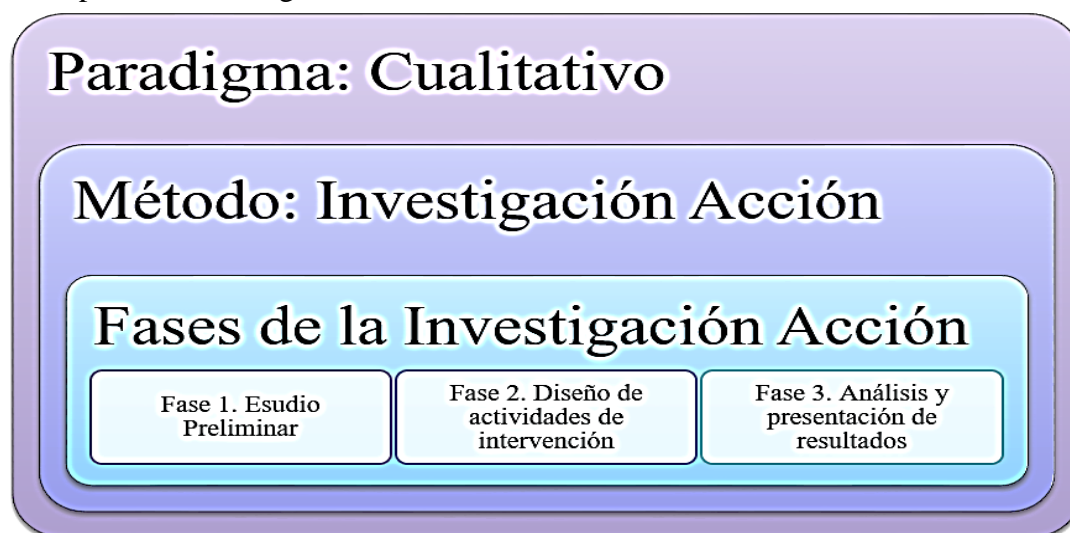 Paradigma: Cualitativo
Método: Investigación Acción
Fases de la Investigación Acción
Fase 1. Esudio
Preliminar
Fase 2. Diseño de
actividades de
intervención
Fase 3. Análisis y
presentación de
resultados